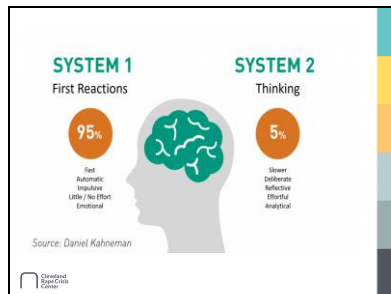 SYSTEM 1
First Reactions
95%
Fast
Automatic
Impulsive
Little / No Effort
Emotional
SYSTEM 2
Thinking
5%
Slower
Deliberate
Reflective
Effortful
Analytical
Source: Daniel Kahneman
Cleveland
Rape Crisis
Center